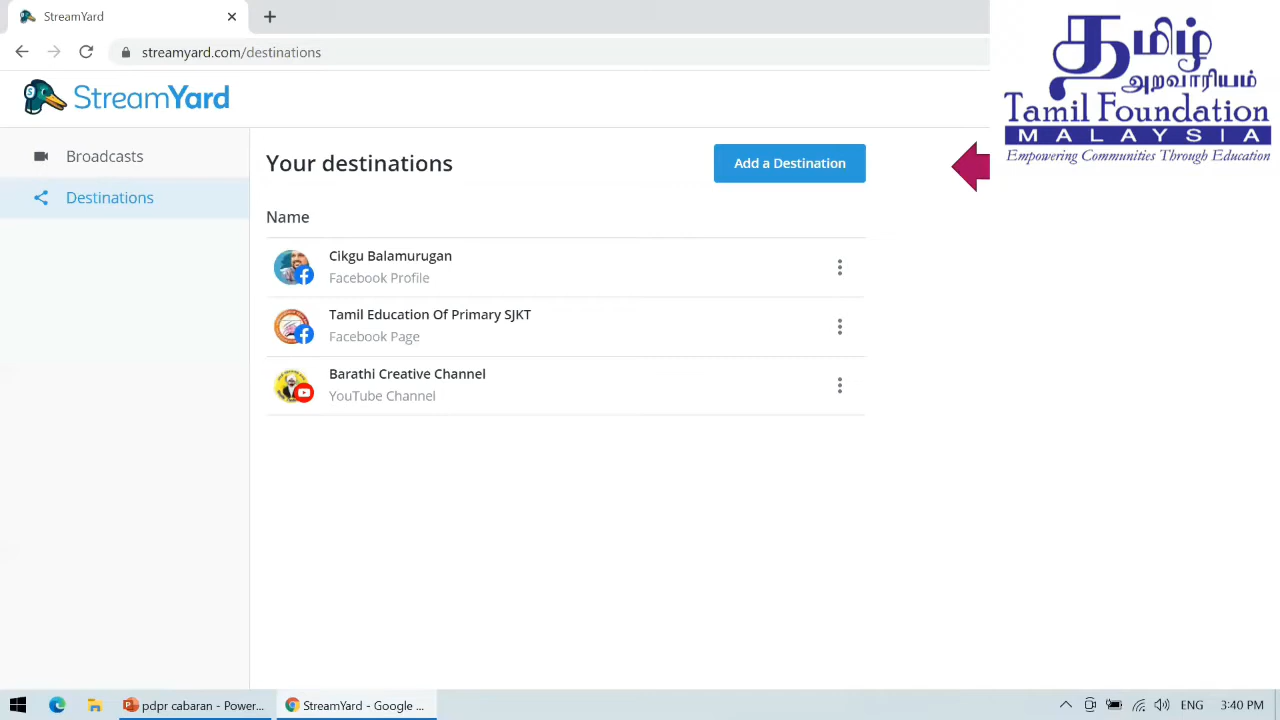 StreamYard
streamyard.com/destinations
StreamYard
Broadcasts
Destinations
Your destinations
Add a Destination
Name
Cikgu Balamurugan
Facebook Profile
Tamil Education Of Primary SJKT
Facebook Page
Barathi Creative Channel
YouTube Channel
தமிழ்
அறவாரியம்
Tamil Foundation
MALAYSIA
Empowering Communities Through Education
pdpr cabaran - Power...
StreamYard - Google ...
ENG
3:40 PM